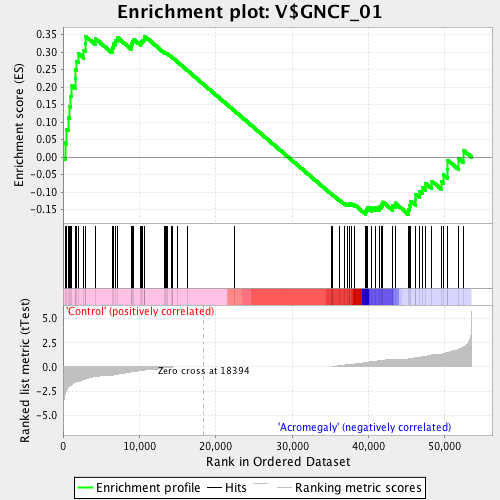 Enrichment plot: V$GNCF_01
Enrichment score (ES)
0.35
0.30
0.25
0.20
0.15
0.10
0.05
0.00
-0.05
-0.10
-0.15
Ranked list metric (tTest)
'Control' (positively correlated)
5.0
2.5
0.0
-2.5
-5.0
Zero cross at 18394
'Acromegaly' (negatively correlated)
0
10,000
20,000
30,000
40,000
50,000
Rank in Ordered Dataset
Enrichment profile
Hits
Ranking metric scores